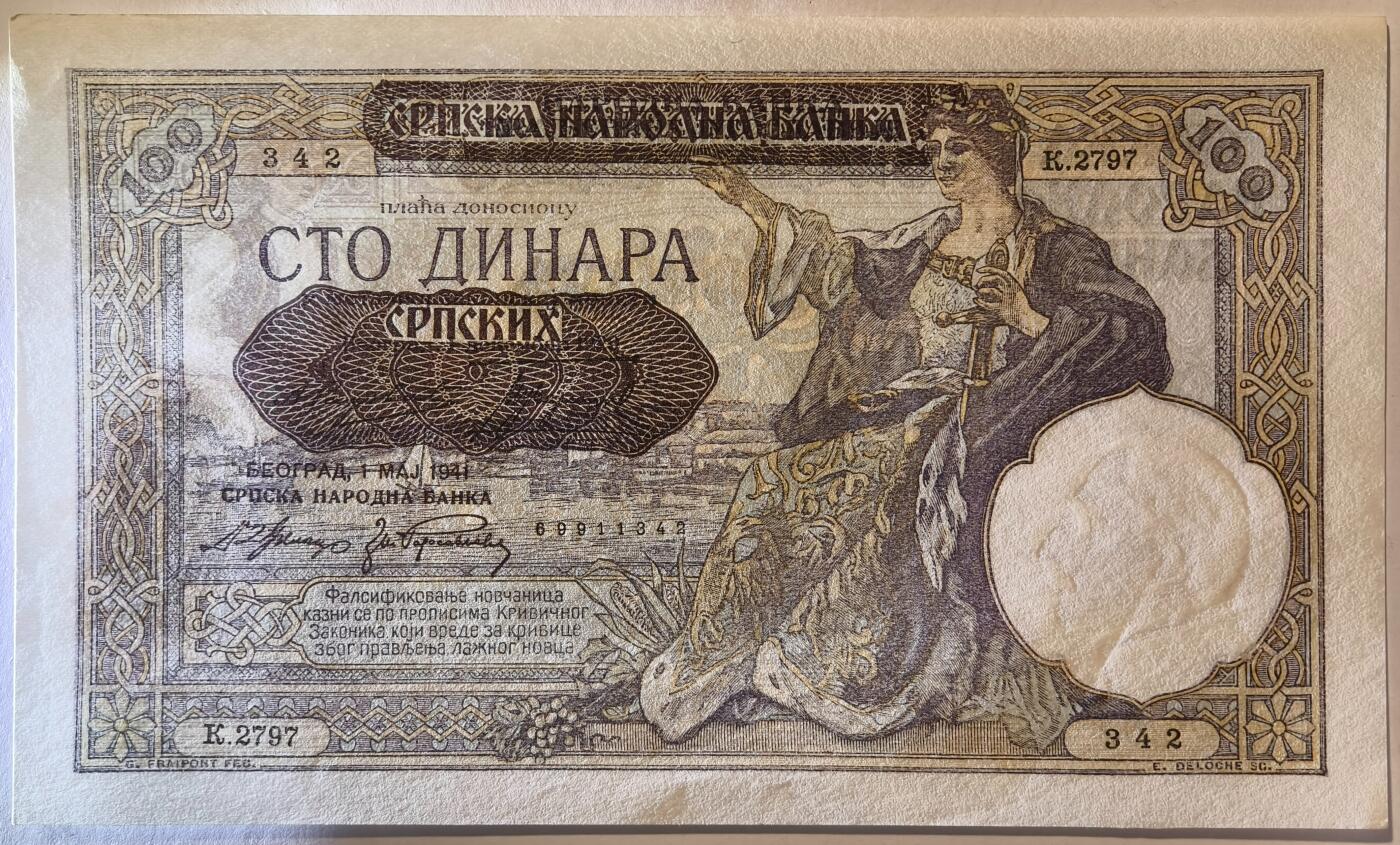 100
СРПСКА НАРОДНА БАНКА
100
342
К.2797
плаћа доносиоцу
СТО ДИНАРА
СРПСКИХ
БЕОГРАД, 1 МАЈ 1941
СРПСКА НАРОДНА БАНКА
69911342
Фалсификовање новчаница
казни се по прописима Кривичног
Законика који вреде за кривице
због прављења лажног новца
К.2797
342
G. FRAIPONT FEC.
E. DELOCHE SC.